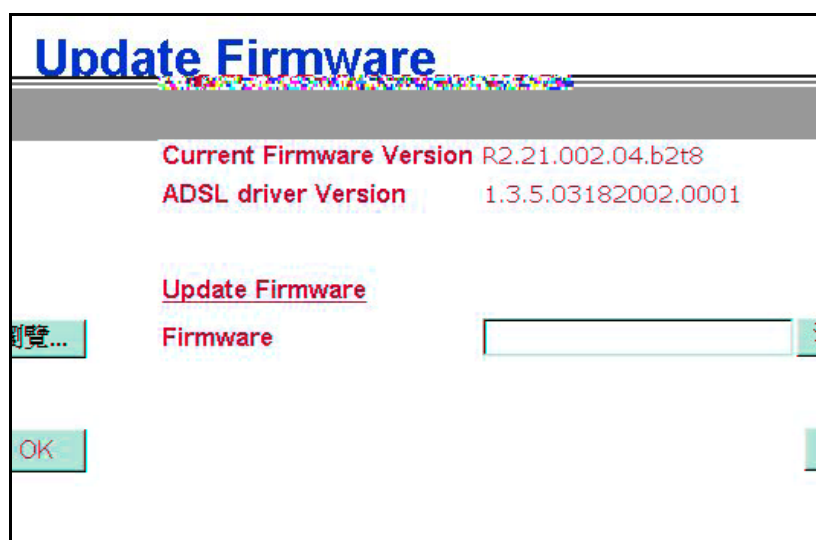 Update Firmware
Current Firmware Version R2.21.002.04.b2t8
ADSL driver Version 1.3.5.03182002.0001
Update Firmware
瀏覽...
Firmware
OK